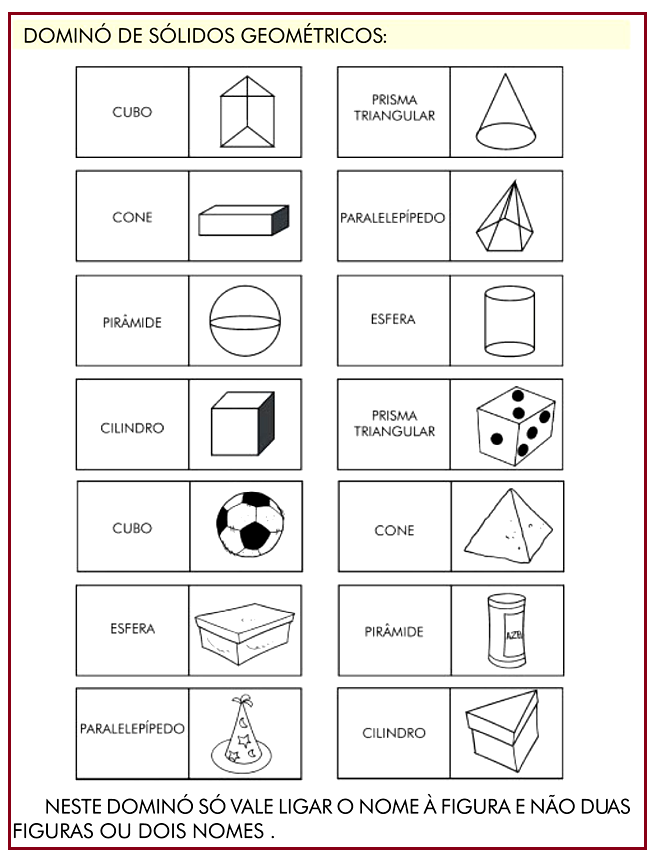 DOMINÓ DE SÓLIDOS GEOMÉTRICOS:
CUBO
PRISMA
TRIANGULAR
CONE
PARALELEPÍPEDO
PIRÂMIDE
ESFERA
CILINDRO
PRISMA
TRIANGULAR
CUBO
CONE
ESFERA
PIRÂMIDE
PARALELEPÍPEDO
CILINDRO
NESTE DOMINÓ SÓ VALE LIGAR O NOME À FIGURA E NÃO DUAS
FIGURAS OU DOIS NOMES .